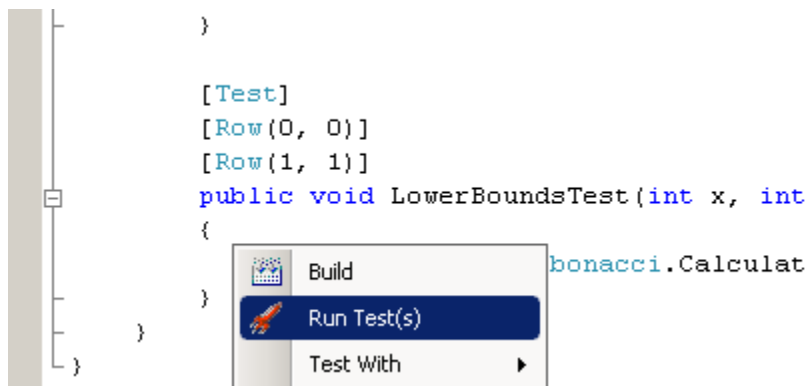 }
[Test]
[Row(0, 0)]
[Row(1, 1)]
public void LowerBoundsTest(int x, int
{
bonacci.Calculat
Build
}
Run Test(s)
}
Test With
}